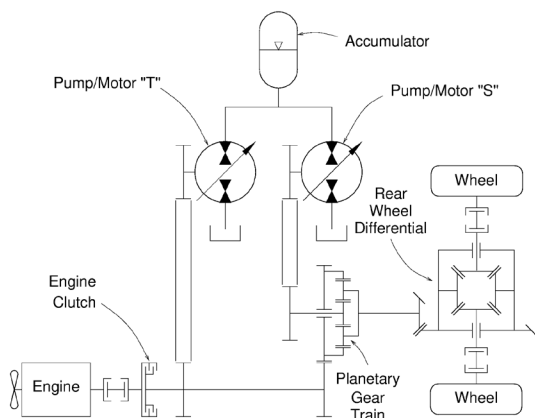 Accumulator
Pump/Motor "T"
Pump/Motor "S"
Wheel
Rear
Wheel
Differential
Engine
Clutch
Engine
Planetary
Gear
Train
Wheel